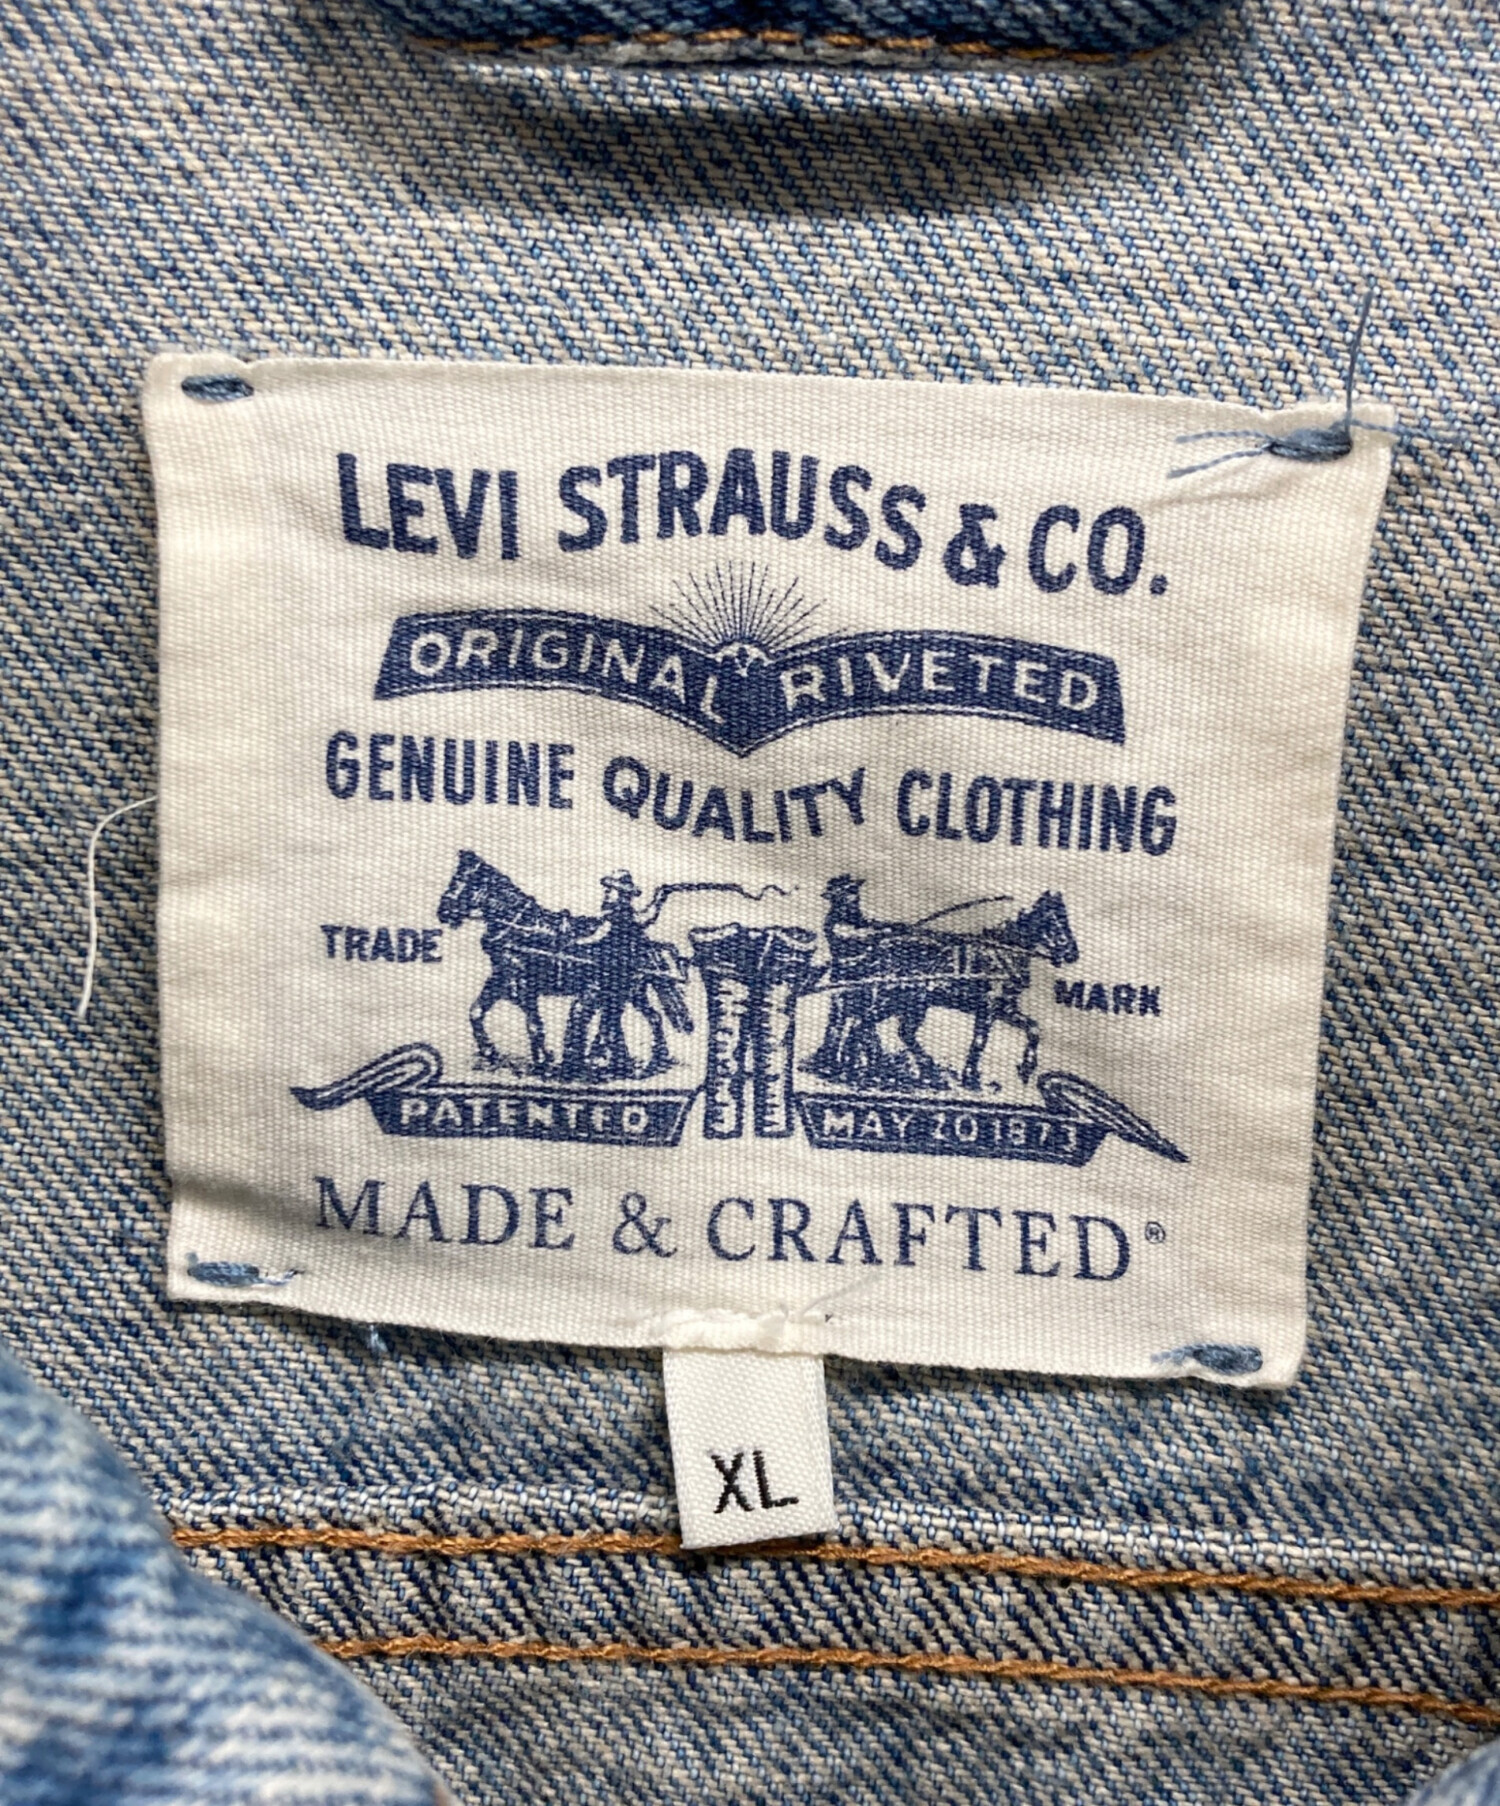 LEVI STRAUSS & CO.
ORIGINAL RIVETED
GENUINE QUALITY CLOTHING
TRADE MARK
PATENTED MAY 20 1873
MADE & CRAFTED®
XL